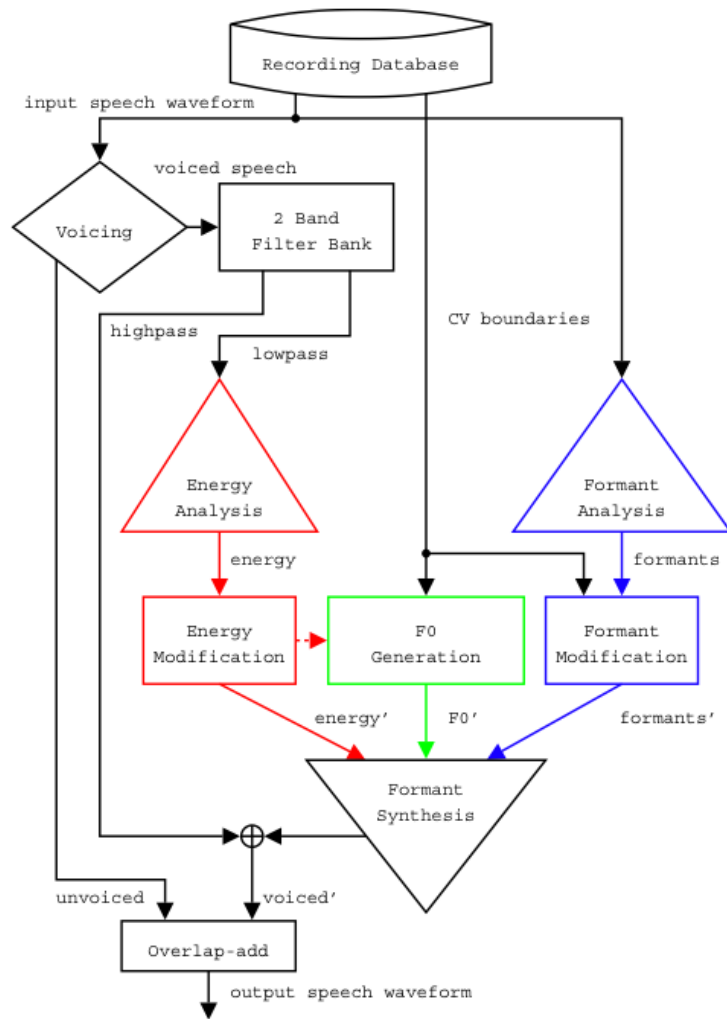 Recording Database
input speech waveform
voiced speech
Voicing
2 Band
Filter Bank
highpass
lowpass
CV boundaries
Energy
Analysis
Formant
Analysis
energy
formants
Energy
Modification
F0
Generation
Formant
Modification
energy’
F0’
formants’
Formant
Synthesis
unvoiced
voiced’
Overlap-add
output speech waveform